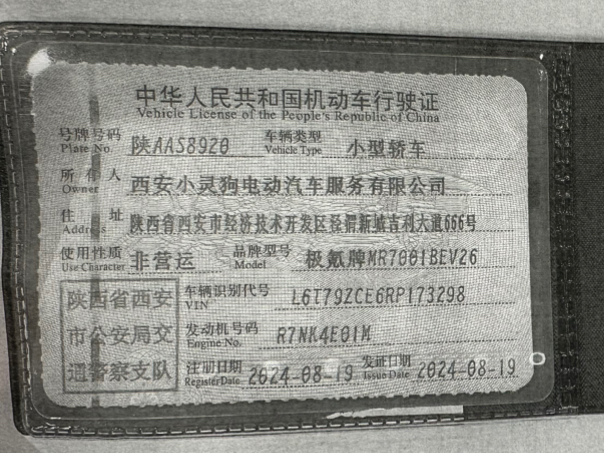 中华人民共和国机动车行驶证
Vehicle License of the People's Republic of China
号牌号码 Plate No. 陕AAS8920 车辆类型 Vehicle Type 小型轿车
所有人 Owner 西安小灵狗电动汽车服务有限公司
住址 Address 陕西省西安市经济技术开发区泾渭新城吉利大道666号
使用性质 Use Character 非营运 品牌型号 Model 极氪牌MR7001BEV26
车辆识别代号 VIN L6T79ZCE6RP173298
发动机号码 Engine No. R7NK4E01M
注册日期 Register Date 2024-08-19 发证日期 Issue Date 2024-08-19
陕西省西安
市公安局交
通警察支队